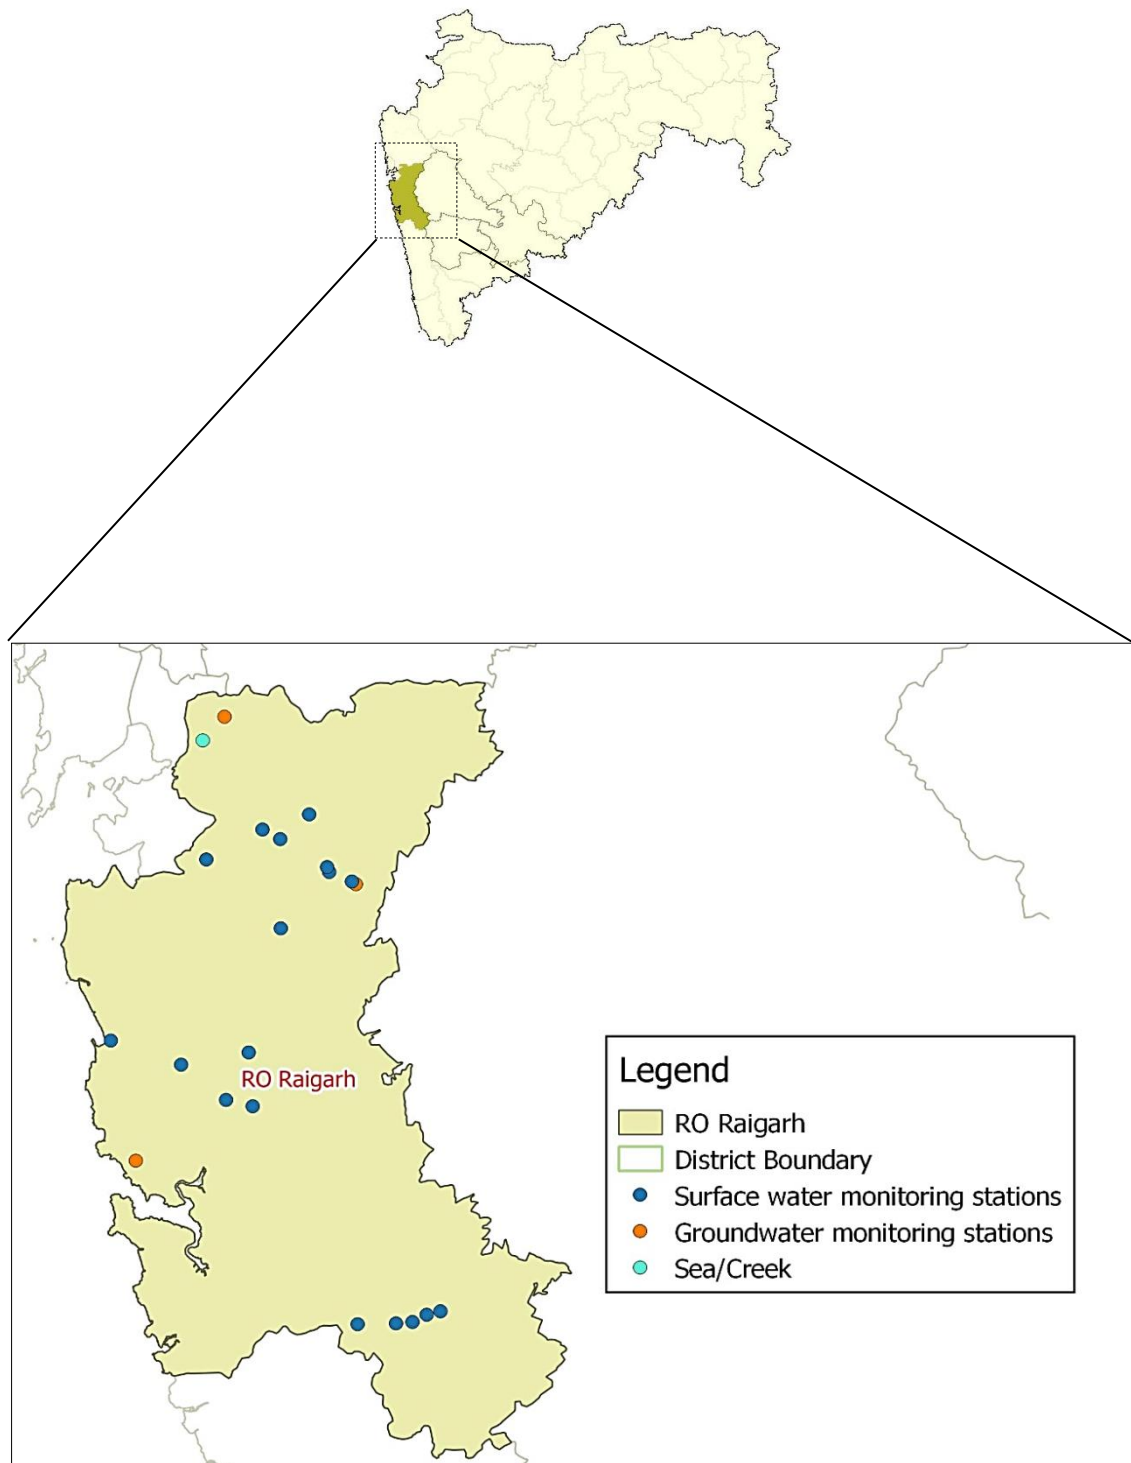 RO Raigarh
Legend
RO Raigarh
District Boundary
Surface water monitoring stations
Groundwater monitoring stations
Sea/Creek